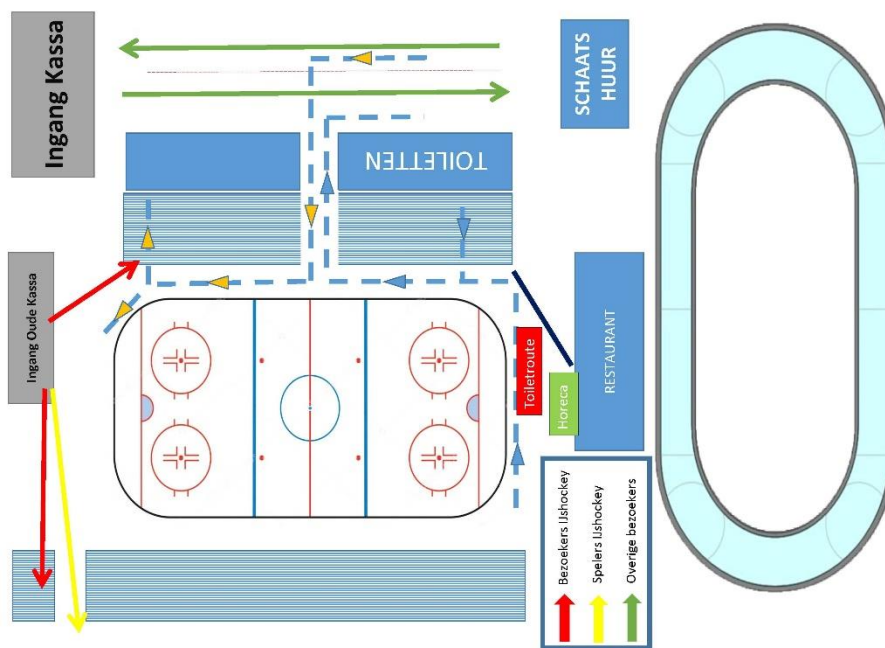 Ingang Kassa
SCHAATS
HUUR
TOILETTEN
Ingang Oude Kassa
Toiletroute
Horeca
RESTAURANT
Bezoekers IJshockey
Spelers IJshockey
Overige bezoekers